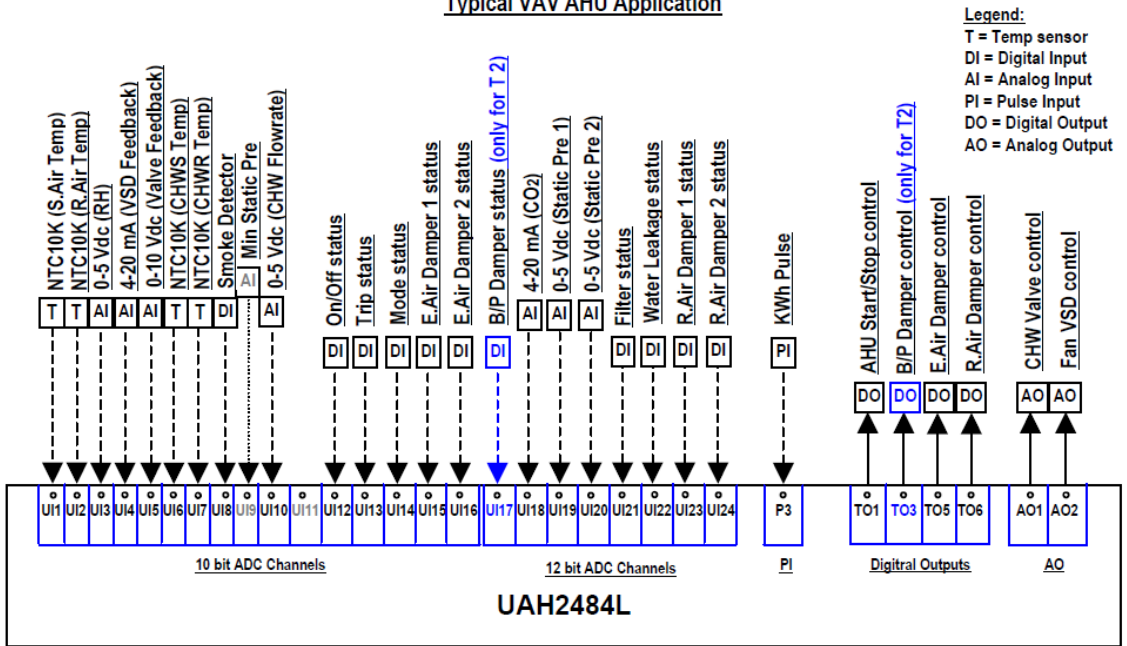 Typical VAV AHU Application
Legend:
T = Temp sensor
DI = Digital Input
AI = Analog Input
PI = Pulse Input
DO = Digital Output
AO = Analog Output
NTC10K (S.Air Temp)
NTC10K (R.Air Temp)
0-5 Vdc (RH)
4-20 mA (VSD Feedback)
0-10 Vdc (Valve Feedback)
NTC10K (CHWS Temp)
NTC10K (CHWR Temp)
Smoke Detector
Min Static Pre
0-5 Vdc (CHW Flowrate)
On/Off status
Trip status
Mode status
E.Air Damper 1 status
E.Air Damper 2 status
B/P Damper status (only for T 2)
4-20 mA (CO2)
0-5 Vdc (Static Pre 1)
0-5 Vdc (Static Pre 2)
Filter status
Water Leakage status
R.Air Damper 1 status
R.Air Damper 2 status
KWh Pulse
AHU Start/Stop control
B/P Damper control (only for T2)
E.Air Damper control
R.Air Damper control
CHW Valve control
Fan VSD control
T T AI AI AI T T DI AI AI
DI DI DI DI DI DI AI AI AI DI DI DI DI
PI
DO DO DO DO
AO AO
UI1 UI2 UI3 UI4 UI5 UI6 UI7 UI8 UI9 UI10 UI11 UI12 UI13 UI14 UI15 UI16 UI17 UI18 UI19 UI20 UI21 UI22 UI23 UI24
P3
TO1 TO3 TO5 TO6
AO1 AO2
10 bit ADC Channels
12 bit ADC Channels
PI
Digitral Outputs
AO
UAH2484L